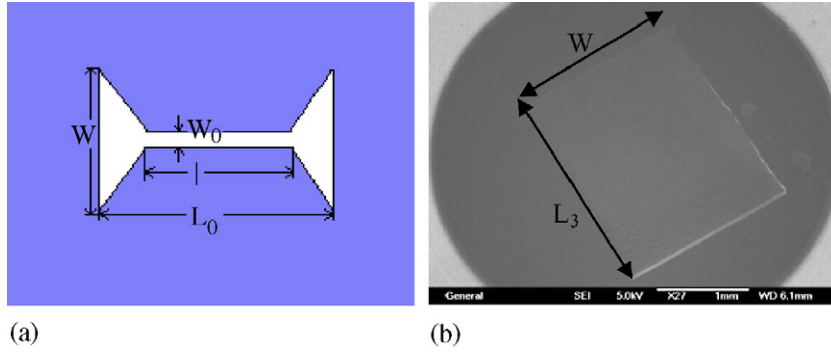 W
W0
l
L0
(a)
W
L3
General SEI 5.0kV X27 1mm WD 6.1mm
(b)